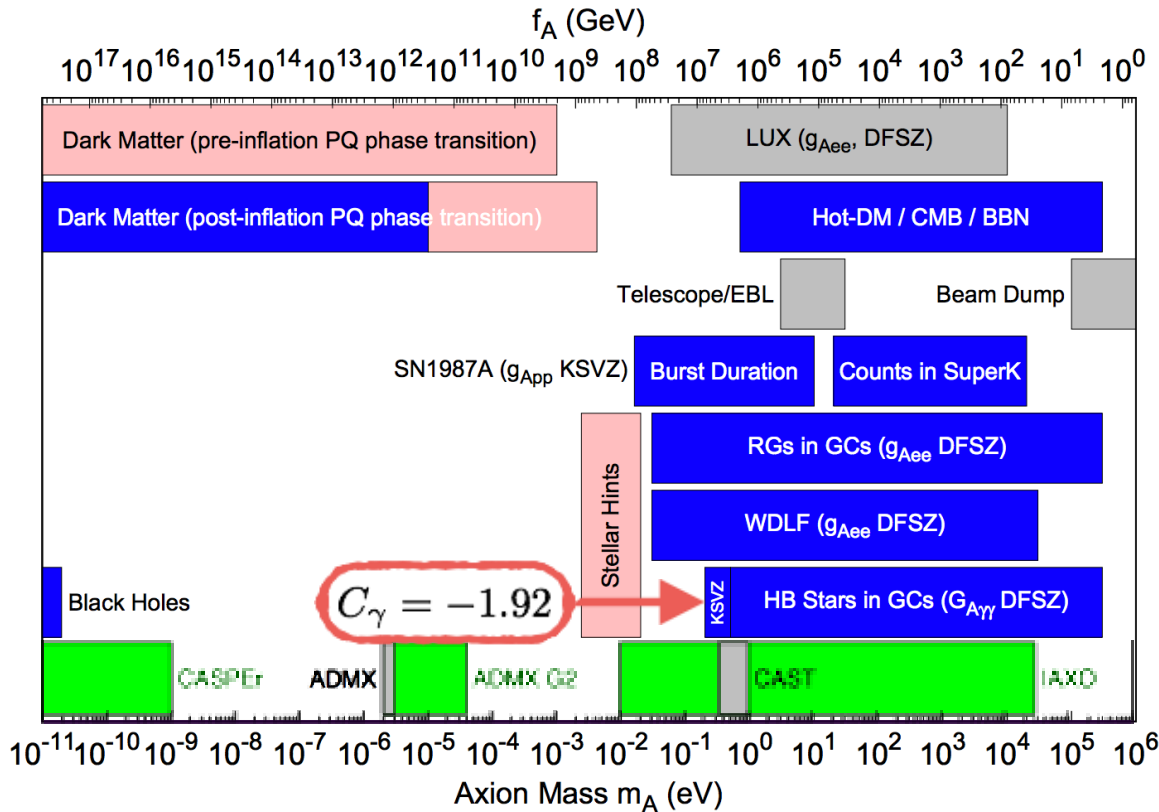 f_A (GeV)
10^17 10^16 10^15 10^14 10^13 10^12 10^11 10^10 10^9 10^8 10^7 10^6 10^5 10^4 10^3 10^2 10^1 10^0
Dark Matter (pre-inflation PQ phase transition)
LUX (g_Aee, DFSZ)
Dark Matter (post-inflation PQ phase transition)
Hot-DM / CMB / BBN
Telescope/EBL
Beam Dump
SN1987A (g_App KSVZ)
Burst Duration
Counts in SuperK
Stellar Hints
RGs in GCs (g_Aee DFSZ)
WDLF (g_Aee DFSZ)
Black Holes
C_γ = −1.92
KSVZ
HB Stars in GCs (G_Aγγ DFSZ)
CASPEr
ADMX
ADMX G2
CAST
IAXO
10^-11 10^-10 10^-9 10^-8 10^-7 10^-6 10^-5 10^-4 10^-3 10^-2 10^-1 10^0 10^1 10^2 10^3 10^4 10^5 10^6
Axion Mass m_A (eV)